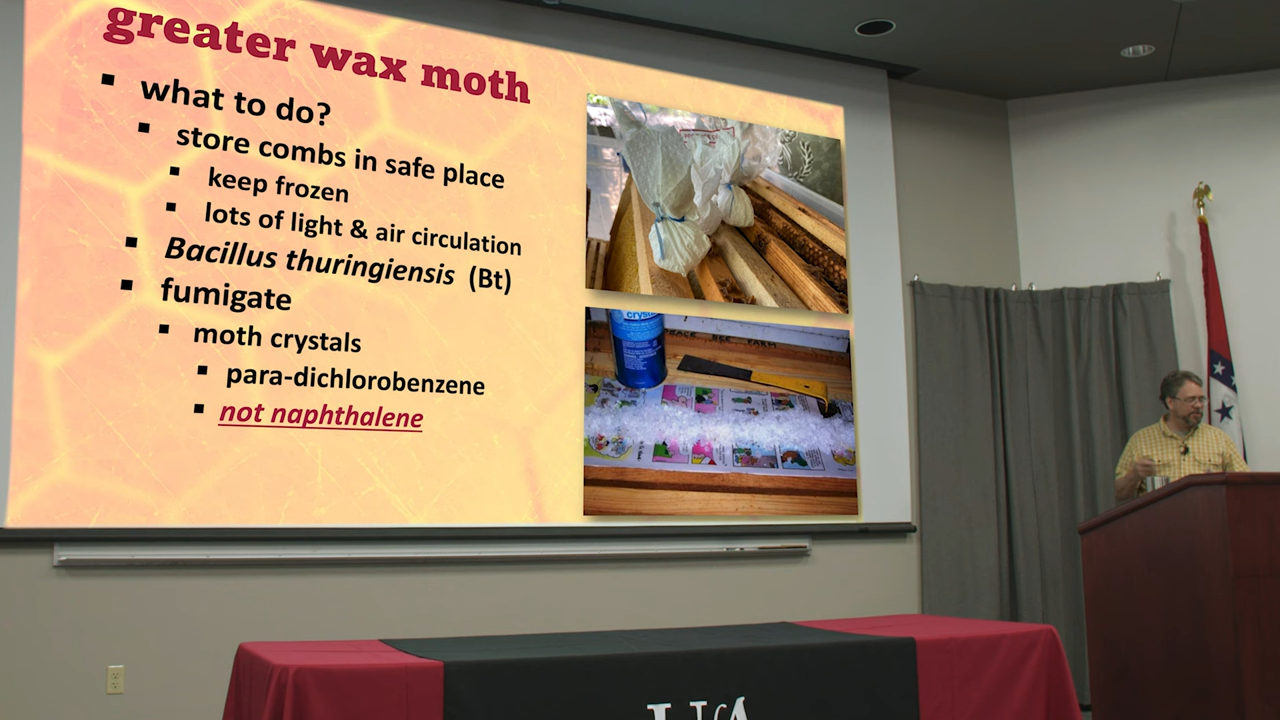 greater wax moth
▪ what to do?
▪ store combs in safe place
▪ keep frozen
▪ lots of light & air circulation
▪ Bacillus thuringiensis (Bt)
▪ fumigate
▪ moth crystals
▪ para-dichlorobenzene
▪ not naphthalene